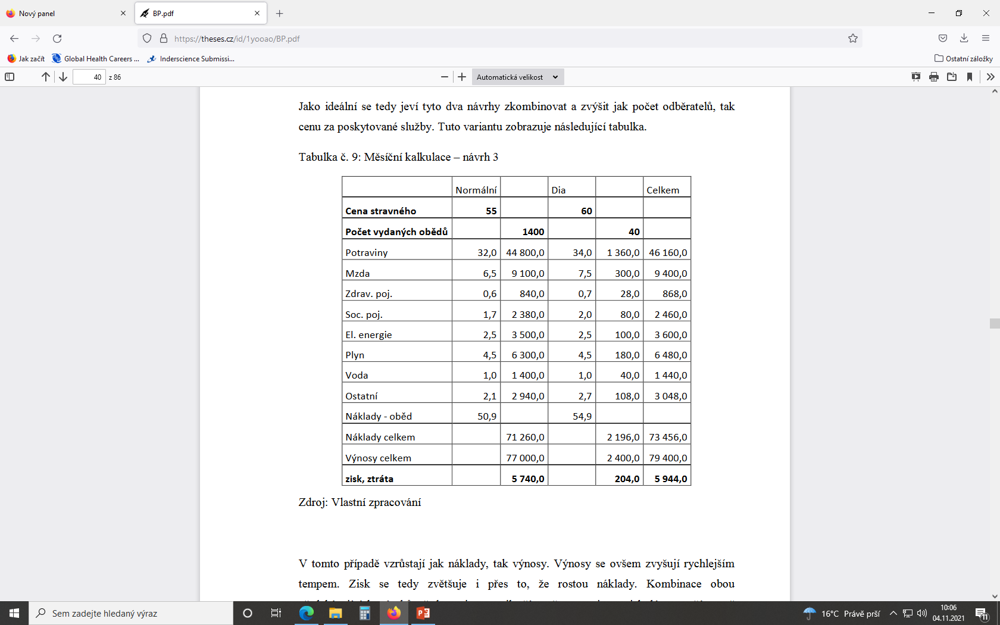 Nový panel
BP.pdf
https://theses.cz/id/1yooao/BP.pdf
Jak začít
Global Health Careers ...
Inderscience Submissi...
Ostatní záložky
40 z 86
Automatická velikost
Jako ideální se tedy jeví tyto dva návrhy zkombinovat a zvýšit jak počet odběratelů, tak
cenu za poskytované služby. Tuto variantu zobrazuje následující tabulka.
Tabulka č. 9: Měsíční kalkulace – návrh 3
Normální Dia Celkem
Cena stravného 55 60
Počet vydaných obědů 1400 40
Potraviny 32,0 44 800,0 34,0 1 360,0 46 160,0
Mzda 6,5 9 100,0 7,5 300,0 9 400,0
Zdrav. poj. 0,6 840,0 0,7 28,0 868,0
Soc. poj. 1,7 2 380,0 2,0 80,0 2 460,0
El. energie 2,5 3 500,0 2,5 100,0 3 600,0
Plyn 4,5 6 300,0 4,5 180,0 6 480,0
Voda 1,0 1 400,0 1,0 40,0 1 440,0
Ostatní 2,1 2 940,0 2,7 108,0 3 048,0
Náklady - oběd 50,9 54,9
Náklady celkem 71 260,0 2 196,0 73 456,0
Výnosy celkem 77 000,0 2 400,0 79 400,0
zisk, ztráta 5 740,0 204,0 5 944,0
Zdroj: Vlastní zpracování
V tomto případě vzrůstají jak náklady, tak výnosy. Výnosy se ovšem zvyšují rychlejším
tempem. Zisk se tedy zvětšuje i přes to, že rostou náklady. Kombinace obou
Sem zadejte hledaný výraz
16°C Právě prší
10:06
04.11.2021
11